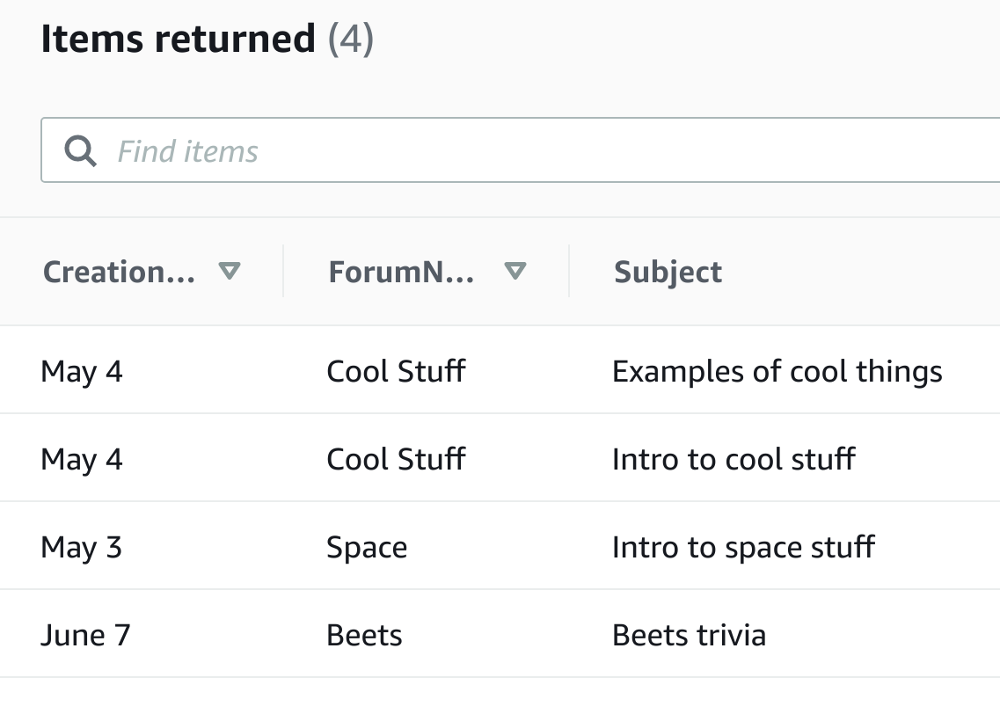 Items returned (4)
Find items
Creation... ForumN... Subject
May 4 Cool Stuff Examples of cool things
May 4 Cool Stuff Intro to cool stuff
May 3 Space Intro to space stuff
June 7 Beets Beets trivia